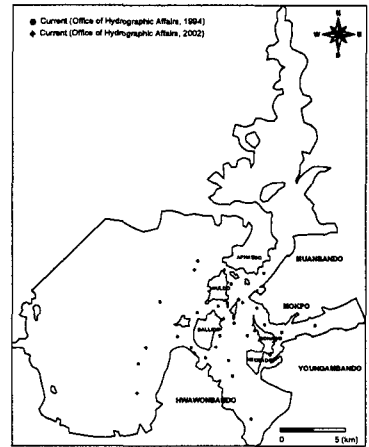 Current (Office of Hydrographic Affairs, 1994)
Current (Office of Hydrographic Affairs, 2002)
N
W
E
S
MUANBANDO
MOKPO
YOUNGAMBANDO
HWAWONBANDO
0 5 (km)